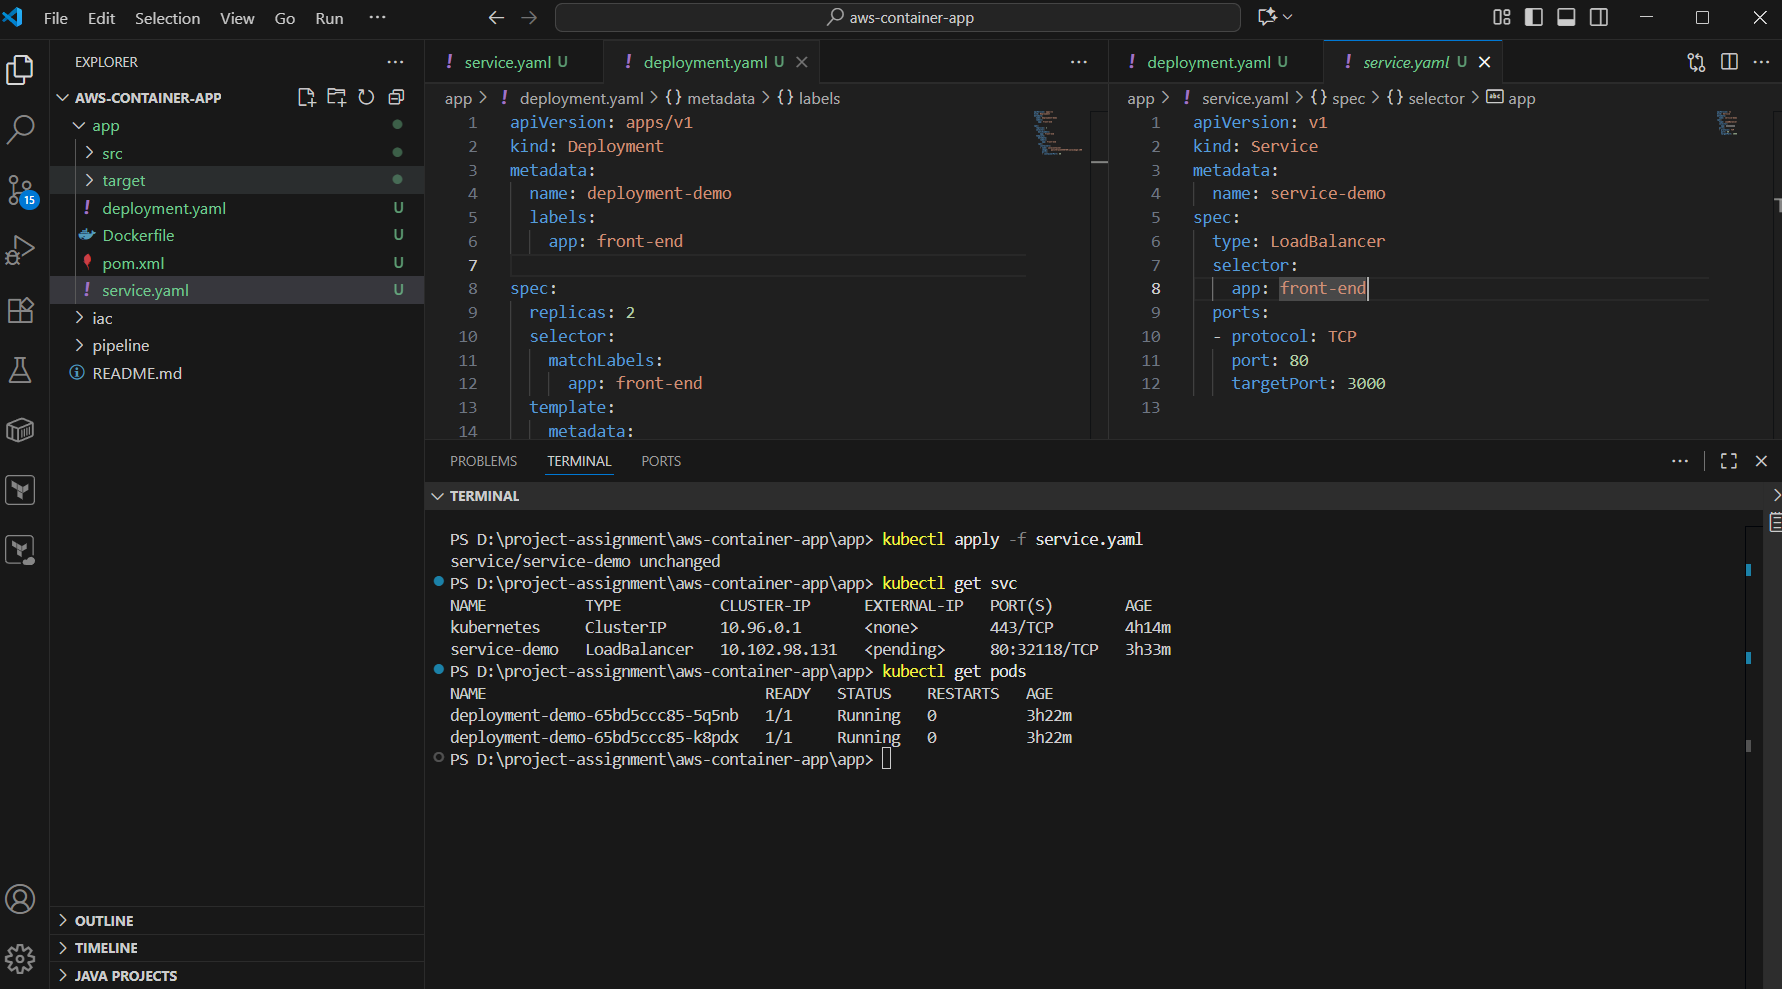 File Edit Selection View Go Run ···
aws-container-app
EXPLORER
AWS-CONTAINER-APP
app
src
target
deployment.yaml U
Dockerfile U
pom.xml U
service.yaml U
iac
pipeline
README.md
OUTLINE
TIMELINE
JAVA PROJECTS
15
service.yaml U
deployment.yaml U
app > deployment.yaml > {} metadata > {} labels
1 apiVersion: apps/v1
2 kind: Deployment
3 metadata:
4 name: deployment-demo
5 labels:
6 app: front-end
7
8 spec:
9 replicas: 2
10 selector:
11 matchLabels:
12 app: front-end
13 template:
14 metadata:
deployment.yaml U
service.yaml U
app > service.yaml > {} spec > {} selector > abc app
1 apiVersion: v1
2 kind: Service
3 metadata:
4 name: service-demo
5 spec:
6 type: LoadBalancer
7 selector:
8 app: front-end
9 ports:
10 - protocol: TCP
11 port: 80
12 targetPort: 3000
13
PROBLEMS TERMINAL PORTS
TERMINAL
PS D:\project-assignment\aws-container-app\app> kubectl apply -f service.yaml
service/service-demo unchanged
PS D:\project-assignment\aws-container-app\app> kubectl get svc
NAME TYPE CLUSTER-IP EXTERNAL-IP PORT(S) AGE
kubernetes ClusterIP 10.96.0.1 <none> 443/TCP 4h14m
service-demo LoadBalancer 10.102.98.131 <pending> 80:32118/TCP 3h33m
PS D:\project-assignment\aws-container-app\app> kubectl get pods
NAME READY STATUS RESTARTS AGE
deployment-demo-65bd5ccc85-5q5nb 1/1 Running 0 3h22m
deployment-demo-65bd5ccc85-k8pdx 1/1 Running 0 3h22m
PS D:\project-assignment\aws-container-app\app>